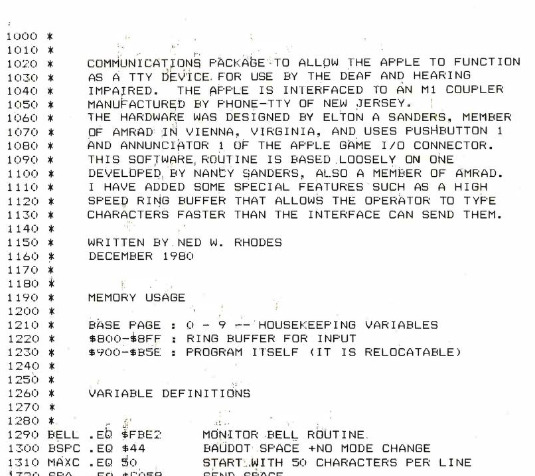 1000 *
1010 *
1020 * COMMUNICATIONS PACKAGE TO ALLOW THE APPLE TO FUNCTION
1030 * AS A TTY DEVICE FOR USE BY THE DEAF AND HEARING
1040 * IMPAIRED. THE APPLE IS INTERFACED TO AN M1 COUPLER
1050 * MANUFACTURED BY PHONE-TTY OF NEW JERSEY.
1060 * THE HARDWARE WAS DESIGNED BY ELTON A SANDERS, MEMBER
1070 * OF AMRAD IN VIENNA, VIRGINIA, AND USES PUSHBUTTON 1
1080 * AND ANNUNCIATOR 1 OF THE APPLE GAME I/O CONNECTOR.
1090 * THIS SOFTWARE ROUTINE IS BASED LOOSELY ON ONE
1100 * DEVELOPED BY NANCY SANDERS, ALSO A MEMBER OF AMRAD.
1110 * I HAVE ADDED SOME SPECIAL FEATURES SUCH AS A HIGH
1120 * SPEED RING BUFFER THAT ALLOWS THE OPERATOR TO TYPE
1130 * CHARACTERS FASTER THAN THE INTERFACE CAN SEND THEM.
1140 *
1150 * WRITTEN BY NED W. RHODES
1160 * DECEMBER 1980
1170 *
1180 *
1190 * MEMORY USAGE
1200 *
1210 * BASE PAGE : 0 - 9 -- HOUSEKEEPING VARIABLES
1220 * $800-$8FF : RING BUFFER FOR INPUT
1230 * $900-$B5E : PROGRAM ITSELF (IT IS RELOCATABLE)
1240 *
1250 *
1260 * VARIABLE DEFINITIONS
1270 *
1280 *
1290 BELL .EQ $FBE2 MONITOR BELL ROUTINE
1300 BSPC .EQ $44 BAUDOT SPACE +NO MODE CHANGE
1310 MAXC .EQ 50 START WITH 50 CHARACTERS PER LINE